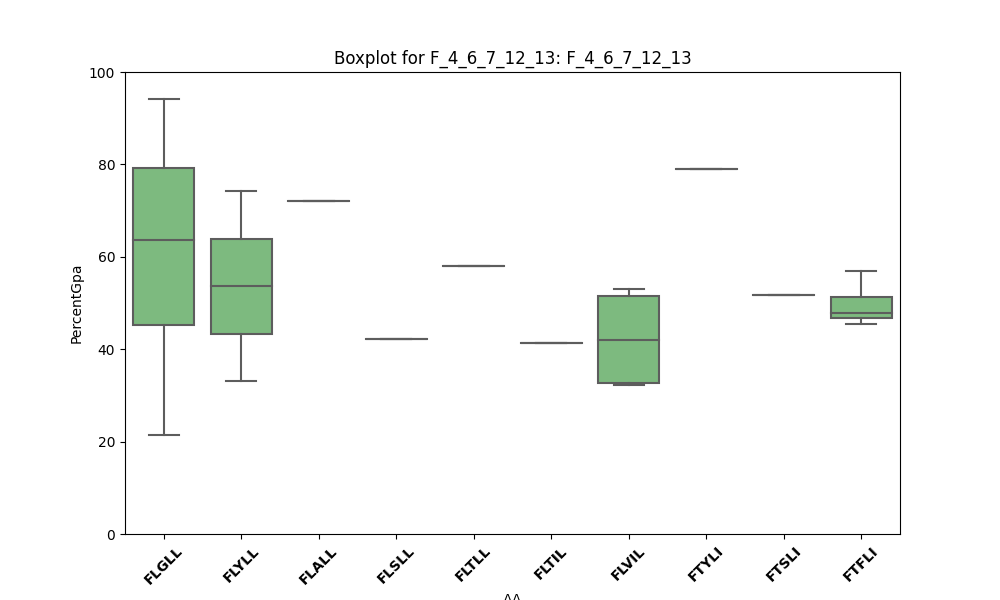 Boxplot for F_4_6_7_12_13: F_4_6_7_12_13
100
80
60
40
20
0
PercentGpa
FLGLL
FLYLL
FLALL
FLSLL
FLTLL
FLTIL
FLVIL
FTYLI
FTSLI
FTFLI